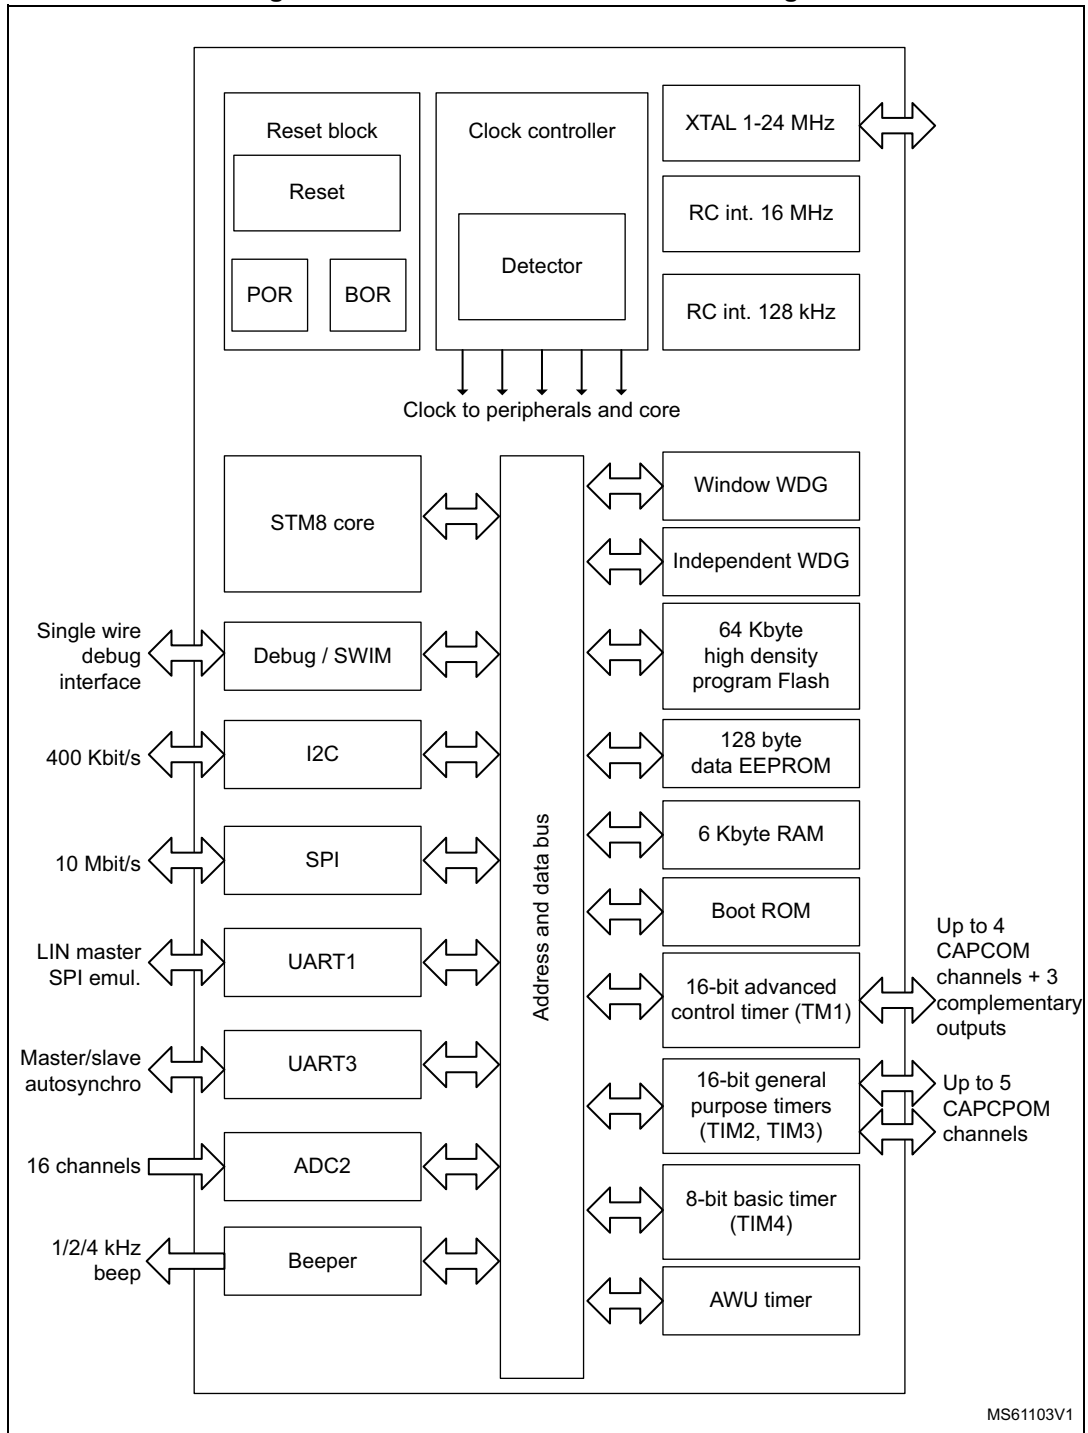 Reset block
Reset
POR
BOR
Clock controller
Detector
XTAL 1-24 MHz
RC int. 16 MHz
RC int. 128 kHz
Clock to peripherals and core
STM8 core
Single wire
debug
interface
Debug / SWIM
400 Kbit/s
I2C
10 Mbit/s
SPI
LIN master
SPI emul.
UART1
Master/slave
autosynchro
UART3
16 channels
ADC2
1/2/4 kHz
beep
Beeper
Address and data bus
Window WDG
Independent WDG
64 Kbyte
high density
program Flash
128 byte
data EEPROM
6 Kbyte RAM
Boot ROM
16-bit advanced
control timer (TM1)
Up to 4
CAPCOM
channels + 3
complementary
outputs
16-bit general
purpose timers
(TIM2, TIM3)
Up to 5
CAPCPOM
channels
8-bit basic timer
(TIM4)
AWU timer
MS61103V1